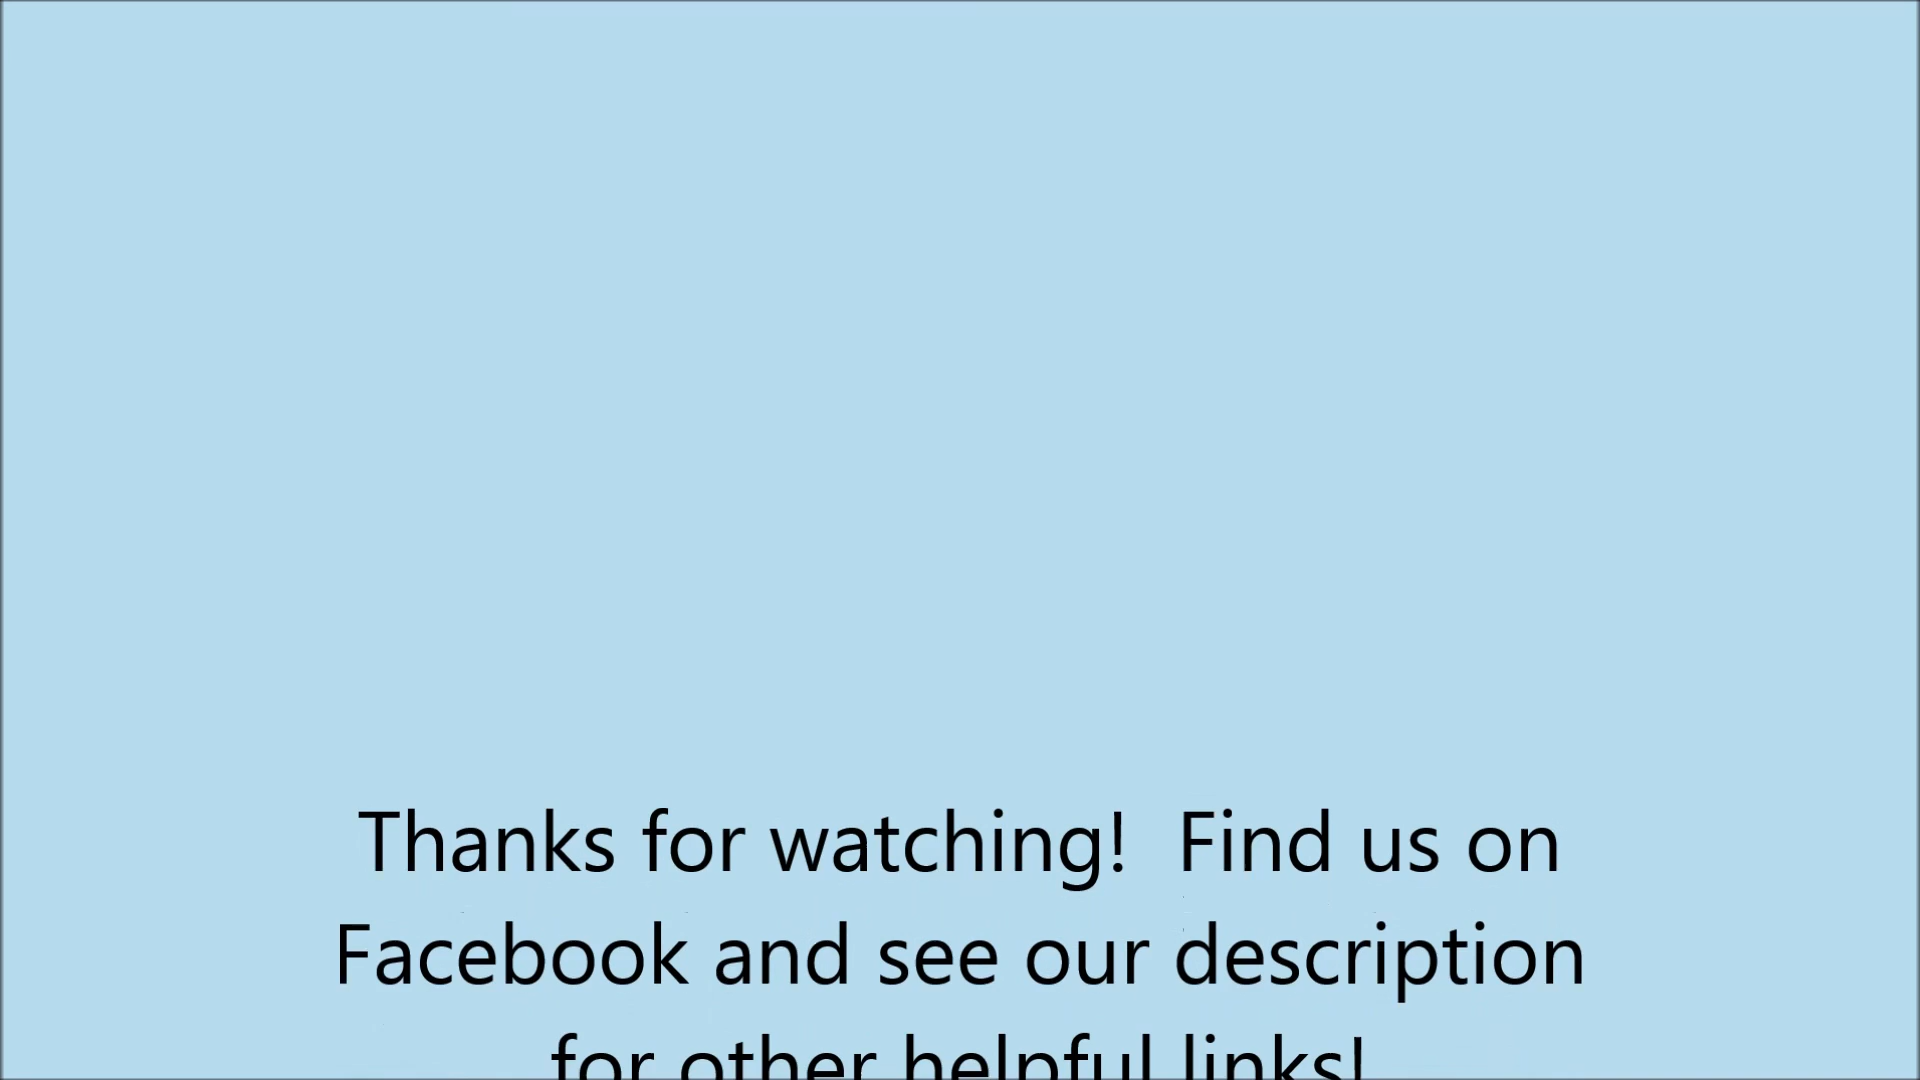 Thanks for watching!  Find us on
Facebook and see our description
for other helpful links!